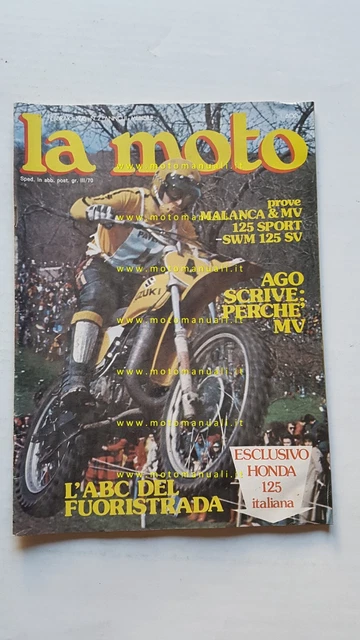 la moto
Sped. in abb. post. gr. III/70
prove
MALANCA & MV
125 SPORT
-SWM 125 SV
AGO
SCRIVE:
PERCHE'
MV
SUZUKI
ESCLUSIVO
HONDA
125
italiana
L'ABC DEL
FUORISTRADA
www.motomanuali.it
www.motomanuali.it
www.motomanuali.it
www.motomanuali.it
www.motomanuali.it
www.motomanuali.it
www.motomanuali.it